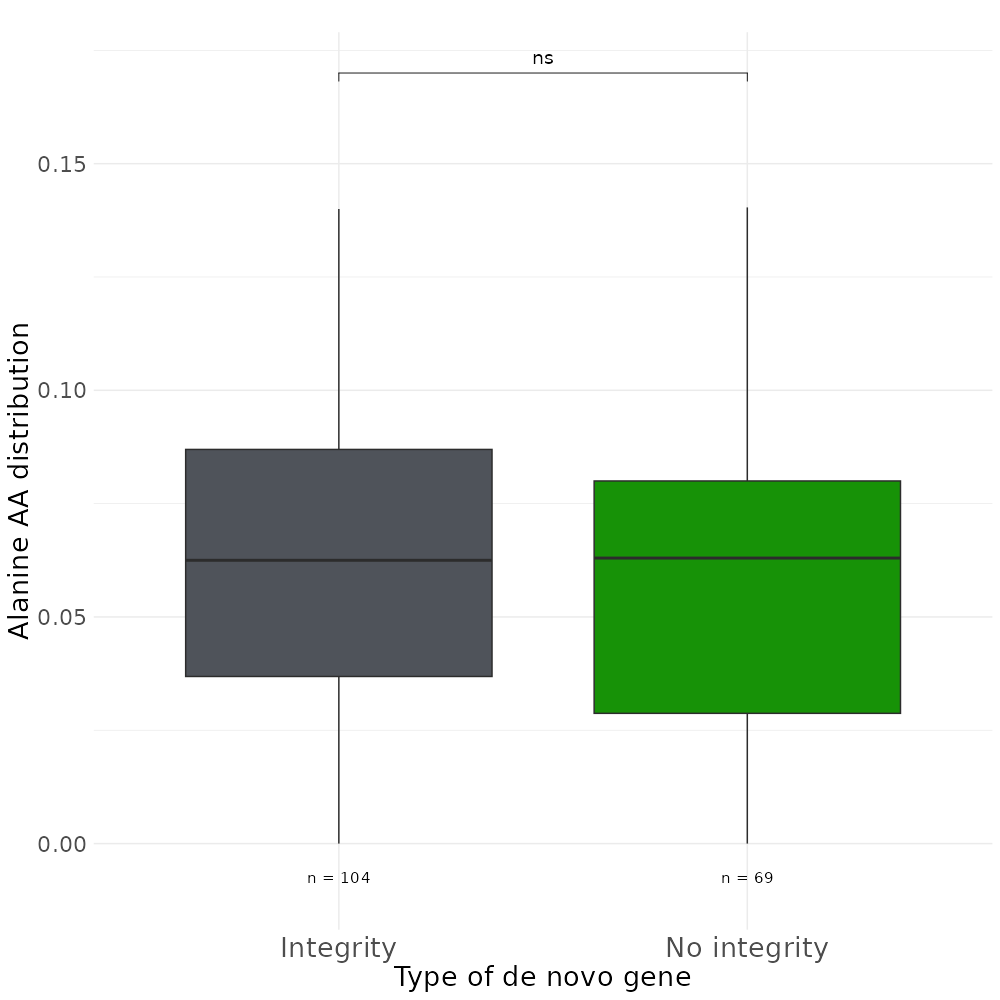 ns
0.15
0.10
0.05
0.00
Alanine AA distribution
n = 104
n = 69
Integrity
No integrity
Type of de novo gene